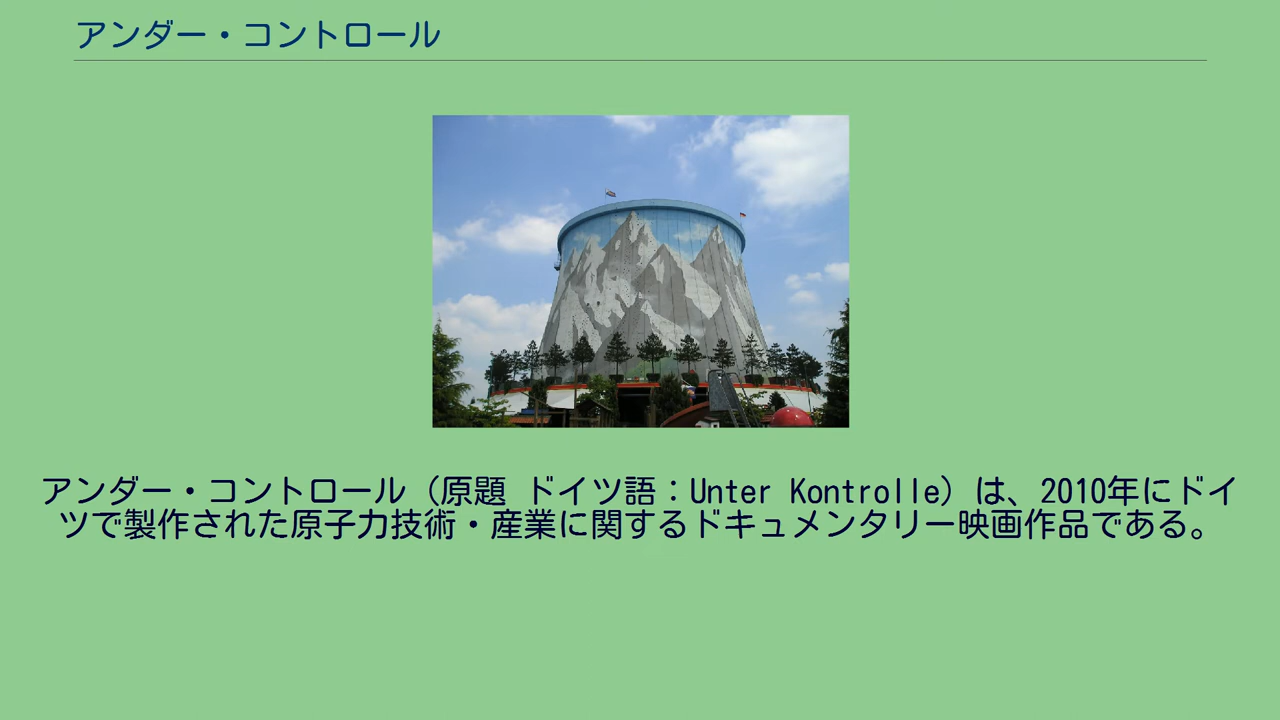 アンダー・コントロール
アンダー・コントロール（原題 ドイツ語：Unter Kontrolle）は、2010年にドイ
ツで製作された原子力技術・産業に関するドキュメンタリー映画作品である。